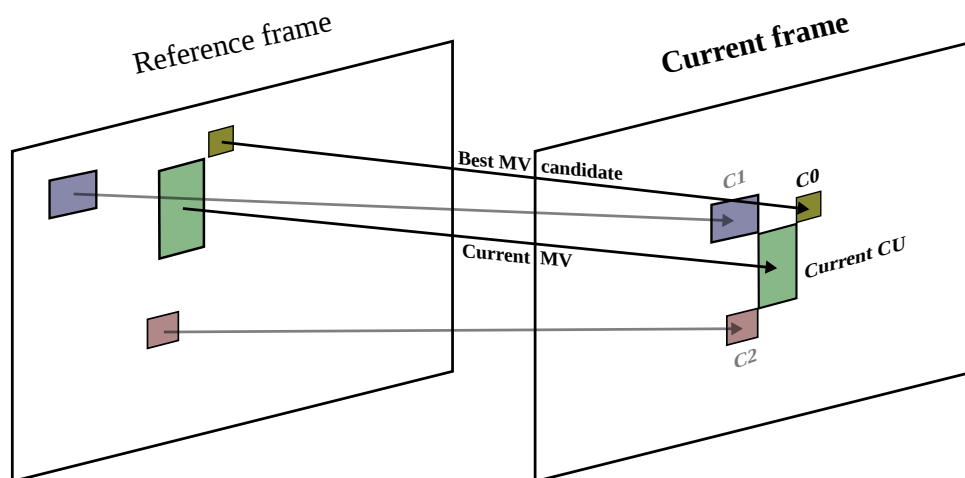 Reference frame
Current frame
Best MV candidate
C1
C0
Current MV
Current CU
C2